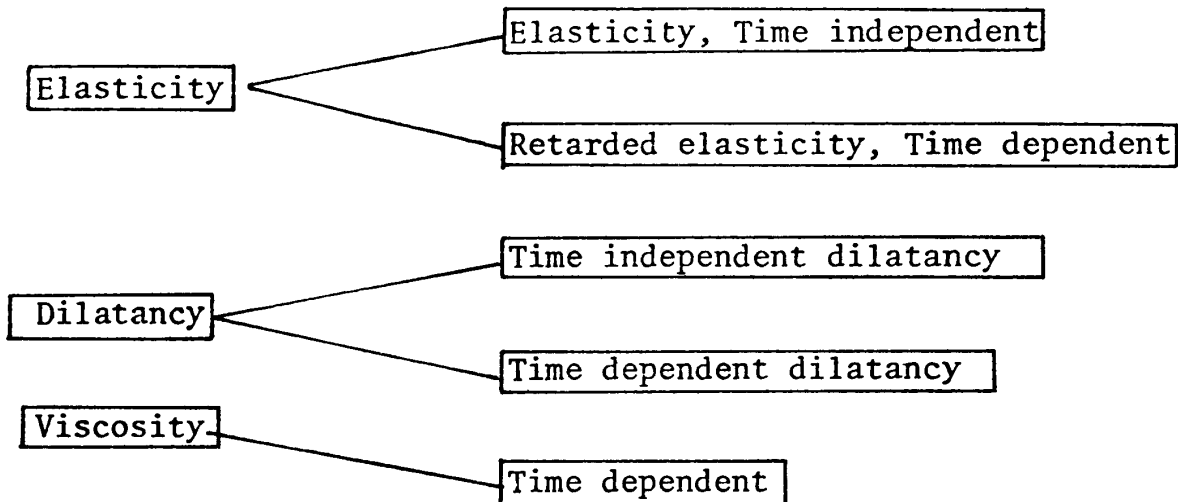 Elasticity
Elasticity, Time independent
Retarded elasticity, Time dependent
Dilatancy
Time independent dilatancy
Time dependent dilatancy
Viscosity
Time dependent